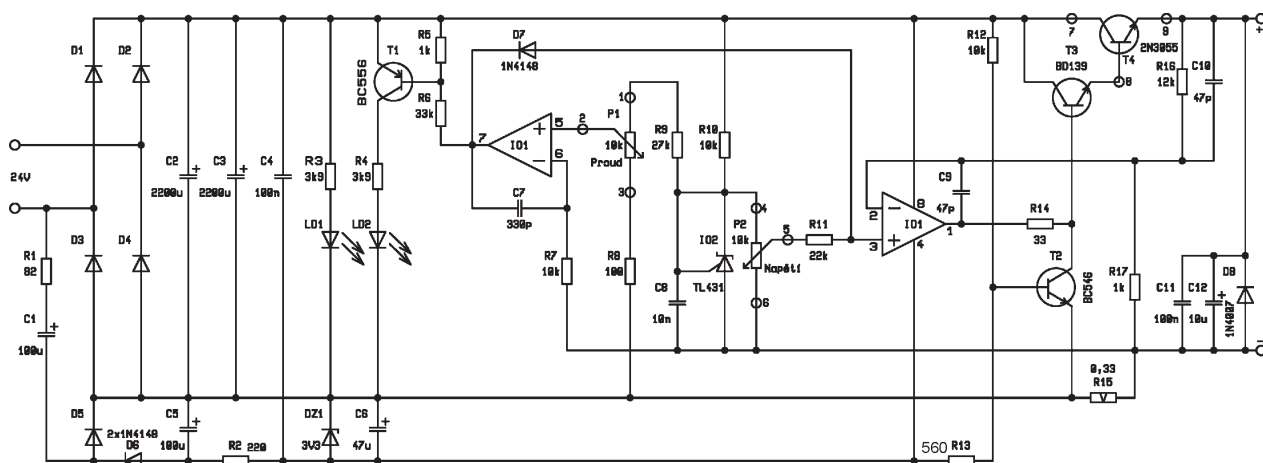 D1
D2
D3
D4
24V
R1
82
C1
100u
D5
2x1N4148
D6
C2
2200u
C3
2200u
C4
100n
C5
100u
R2 220
R3
3k9
LD1
DZ1
3V3
R4
3k9
LD2
C6
47u
T1
BC556
R5
1k
R6
33k
D7
1N4148
7
IO1
5
6
2
C7
330p
R7
10k
P1
10k
Proud
1
3
R8
100
R9
27k
R10
10k
C8
10n
IO2
TL431
4
P2
10k
Napětí
5
6
R11
22k
2
3
IO1
8
4
1
C9
47p
R14
33
560 R13
R12
10k
T2
BC546
T3
BD139
7
9
2N3055
T4
8
R16
12k
C10
47p
R17
1k
0,33
R15
C11
100n
C12
10u
D8
1N4007
+
−